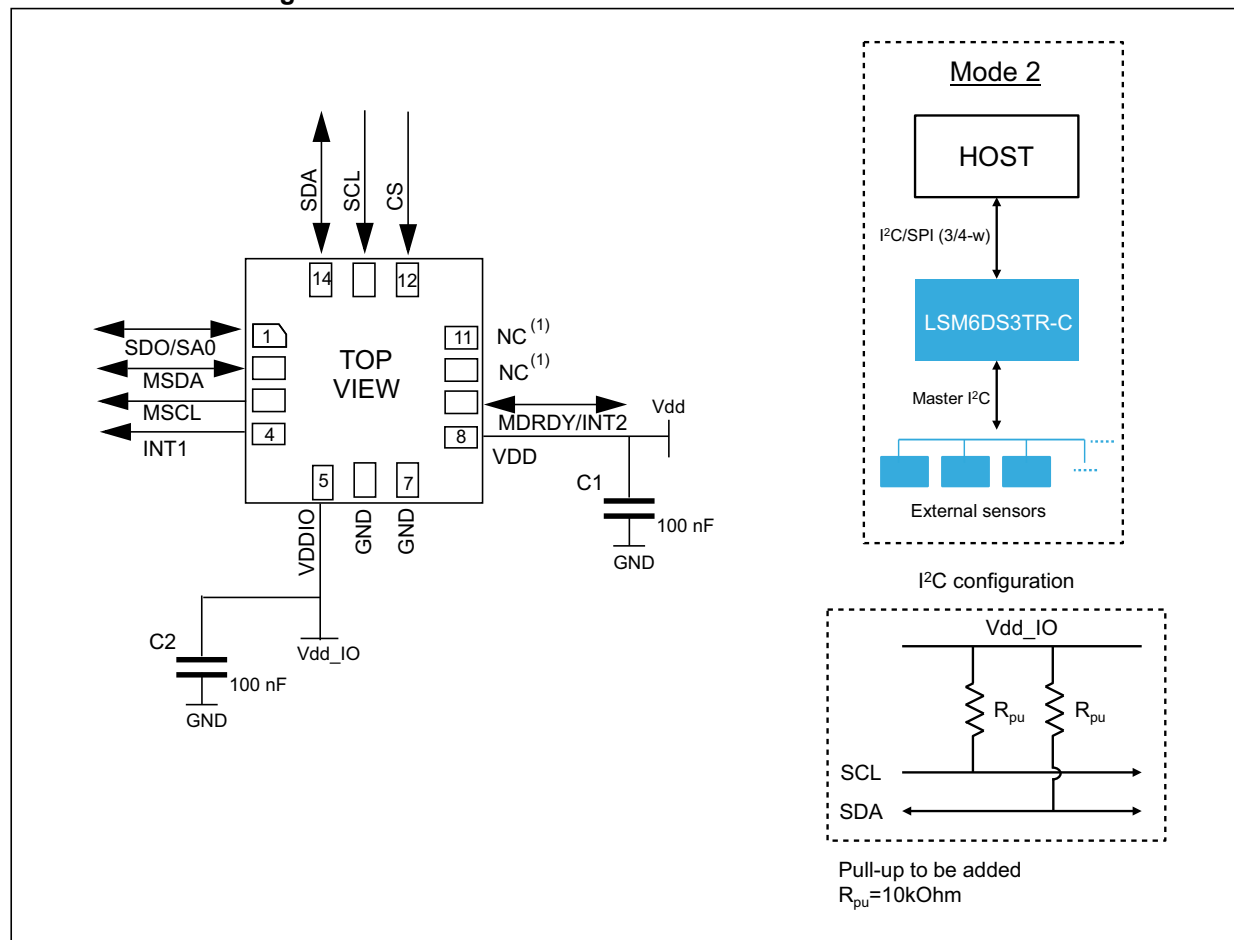 g
SDA
SCL
CS
14
12
1
11
NC(1)
SDO/SA0
TOP
VIEW
NC(1)
MSDA
MSCL
MDRDY/INT2
Vdd
4
8
INT1
VDD
5
7
C1
100 nF
GND
VDDIO
GND
GND
C2
100 nF
GND
Vdd_IO
Mode 2
HOST
I²C/SPI (3/4-w)
LSM6DS3TR-C
Master I²C
External sensors
I²C configuration
Vdd_IO
Rpu
Rpu
SCL
SDA
Pull-up to be added
Rpu=10kOhm